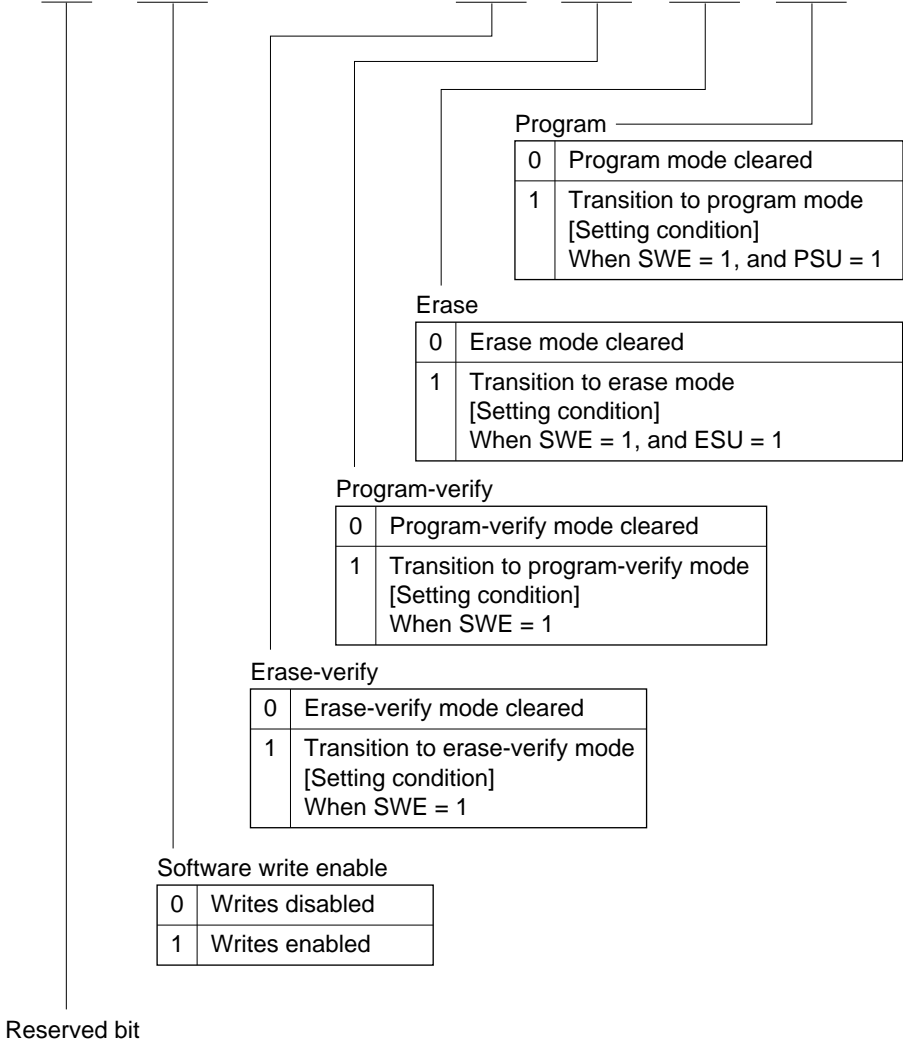 Program
0 Program mode cleared
1 Transition to program mode
[Setting condition]
When SWE = 1, and PSU = 1
Erase
0 Erase mode cleared
1 Transition to erase mode
[Setting condition]
When SWE = 1, and ESU = 1
Program-verify
0 Program-verify mode cleared
1 Transition to program-verify mode
[Setting condition]
When SWE = 1
Erase-verify
0 Erase-verify mode cleared
1 Transition to erase-verify mode
[Setting condition]
When SWE = 1
Software write enable
0 Writes disabled
1 Writes enabled
Reserved bit